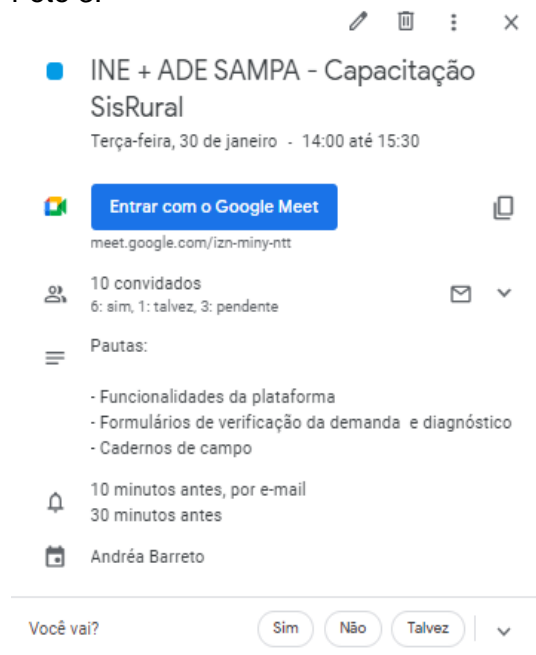 INE + ADE SAMPA - Capacitação
SisRural
Terça-feira, 30 de janeiro - 14:00 até 15:30
Entrar com o Google Meet
meet.google.com/izn-miny-ntt
10 convidados
6: sim, 1: talvez, 3: pendente
Pautas:
- Funcionalidades da plataforma
- Formulários de verificação da demanda e diagnóstico
- Cadernos de campo
10 minutos antes, por e-mail
30 minutos antes
Andréa Barreto
Você vai?
Sim
Não
Talvez